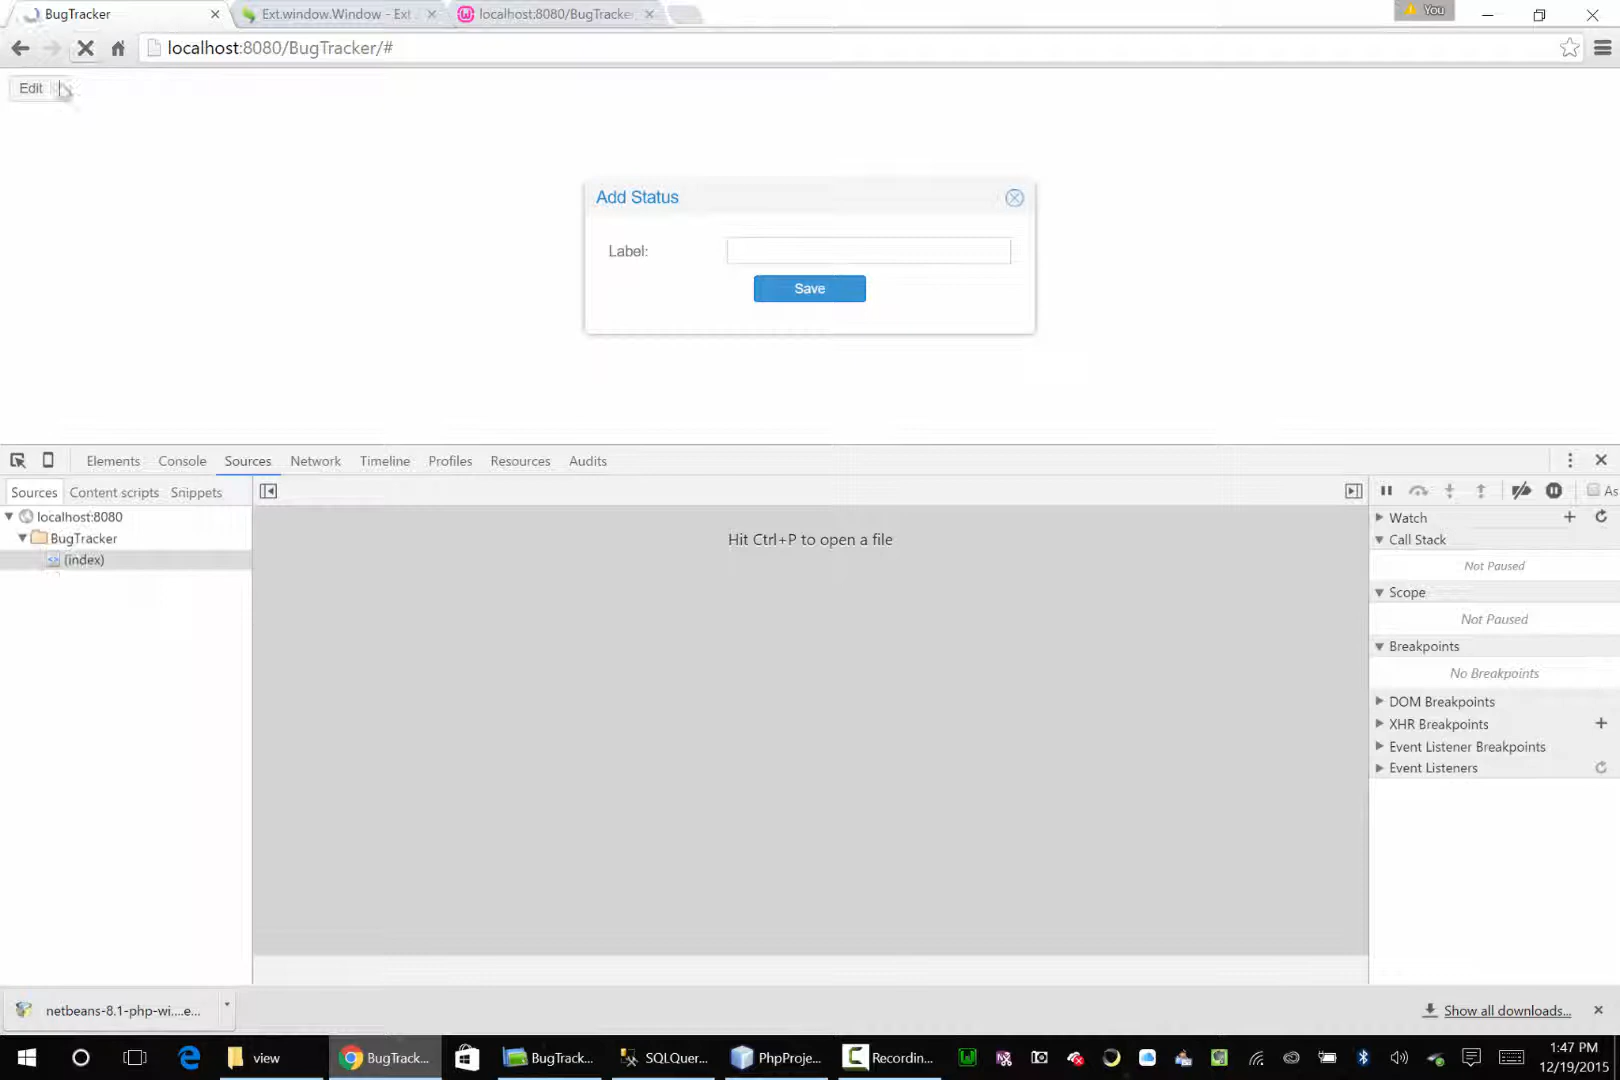 BugTracker
Ext.window.Window - Ext
localhost:8080/BugTracke
You
localhost:8080/BugTracker/#
Edit
Add Status
Label:
Save
Elements Console Sources Network Timeline Profiles Resources Audits
Sources Content scripts Snippets
As
localhost:8080
BugTracker
(index)
Hit Ctrl+P to open a file
Watch
Call Stack
Not Paused
Scope
Not Paused
Breakpoints
No Breakpoints
DOM Breakpoints
XHR Breakpoints
Event Listener Breakpoints
Event Listeners
netbeans-8.1-php-wi....e...
Show all downloads...
view
BugTrack...
BugTrack...
SQLQuer...
PhpProje...
Recordin...
1:47 PM
12/19/2015